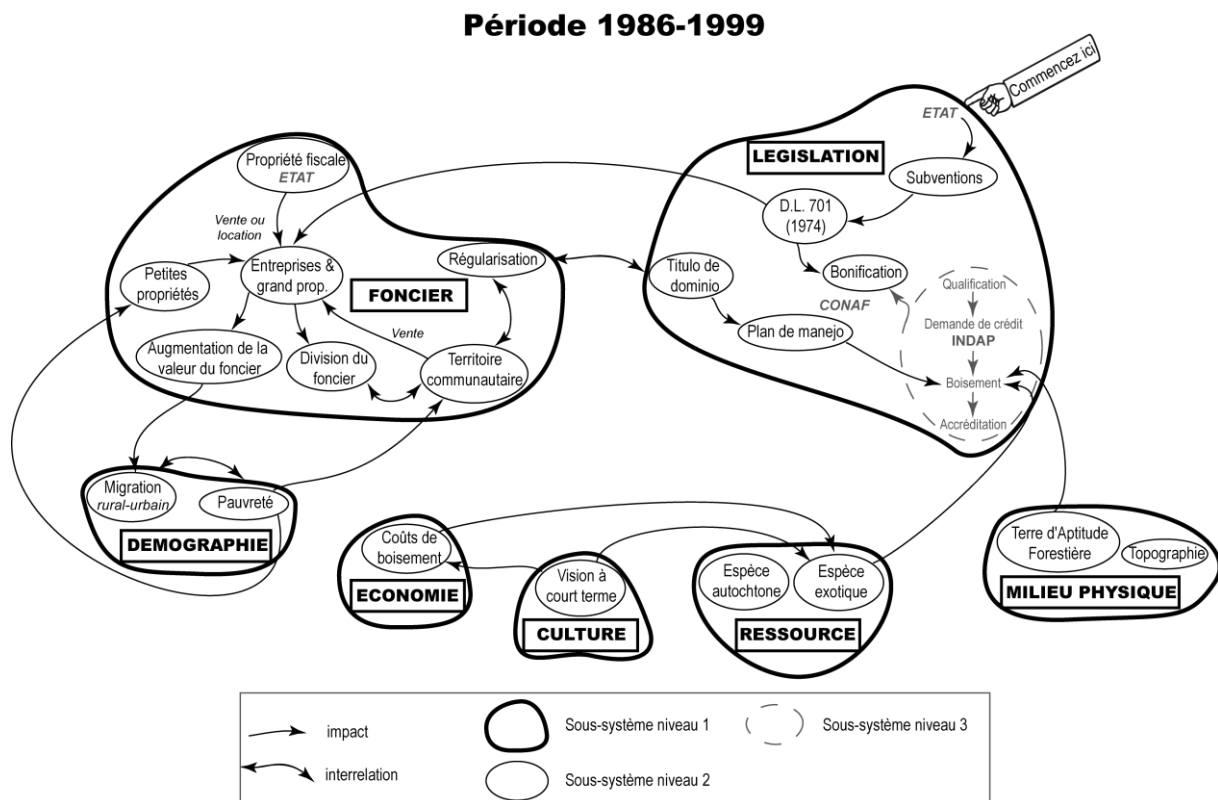 Période 1986-1999
Commencez ici
ETAT
LEGISLATION
Subventions
D.L. 701
(1974)
Bonification
Titulo de
dominio
CONAF
Plan de manejo
Qualification
Demande de crédit
INDAP
Boisement
Accréditation
Propriété fiscale
ETAT
Vente ou
location
Petites
propriétés
Entreprises &
grand prop.
Régularisation
FONCIER
Vente
Augmentation de la
valeur du foncier
Division du
foncier
Territoire
communautaire
Migration
rural-urbain
Pauvreté
DEMOGRAPHIE
Coûts de
boisement
ECONOMIE
Vision à
court terme
CULTURE
Espèce
autochtone
Espèce
exotique
RESSOURCE
Terre d'Aptitude
Forestière
Topographie
MILIEU PHYSIQUE
impact
interrelation
Sous-système niveau 1
Sous-système niveau 2
Sous-système niveau 3